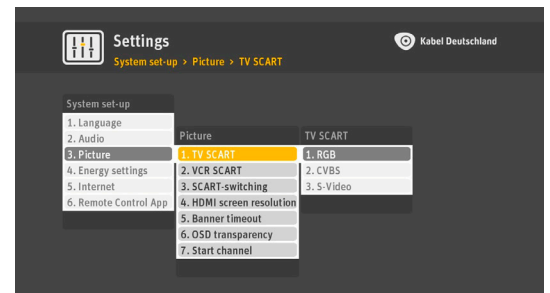 Settings
Kabel Deutschland
System set-up > Picture > TV SCART
System set-up
1. Language
2. Audio
3. Picture
4. Energy settings
5. Internet
6. Remote Control App
Picture
1. TV SCART
2. VCR SCART
3. SCART-switching
4. HDMI screen resolution
5. Banner timeout
6. OSD transparency
7. Start channel
TV SCART
1. RGB
2. CVBS
3. S-Video